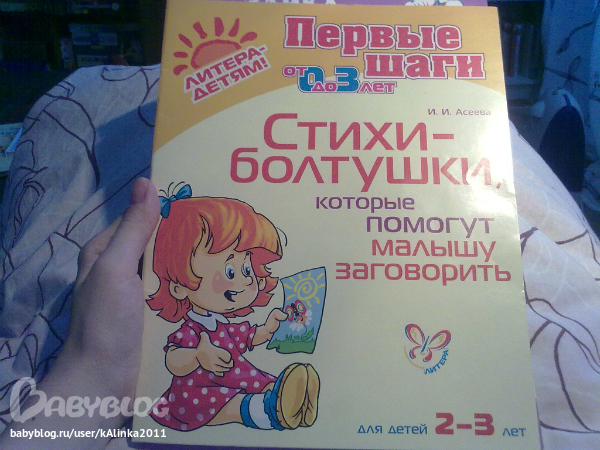 ЛИТЕРА-
ДЕТЯМ!
Первые
шаги
от 0 до 3 лет
И. И. Асеева
Стихи-
болтушки,
которые
помогут
малышу
заговорить
ЛИТЕРА
для детей 2–3 лет
BABYBLOG
babyblog.ru/user/kAlinka2011